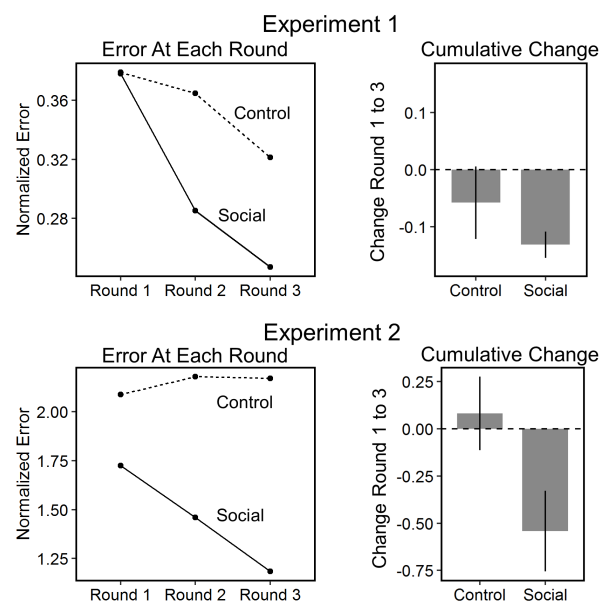 Experiment 1
Error At Each Round
Cumulative Change
Normalized Error
0.36
0.32
0.28
Control
Social
Round 1 Round 2 Round 3
Change Round 1 to 3
0.1
0.0
-0.1
Control Social
Experiment 2
Error At Each Round
Cumulative Change
Normalized Error
2.00
1.75
1.50
1.25
Control
Social
Round 1 Round 2 Round 3
Change Round 1 to 3
0.25
0.00
-0.25
-0.50
-0.75
Control Social